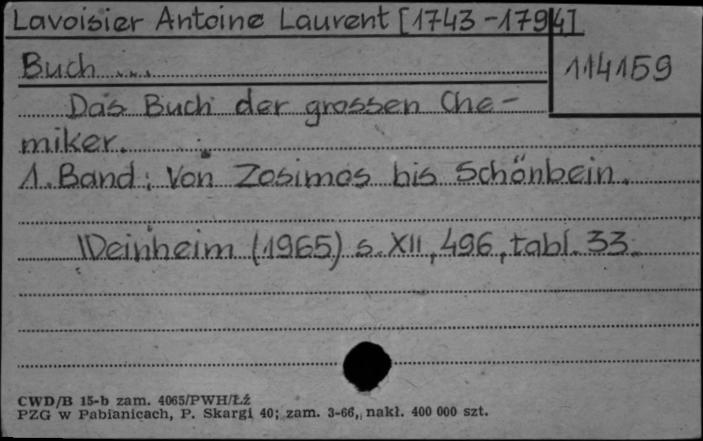 Lavoisier Antoine Laurent [1743-1794]
Buch ....
114159
Das Buch der grossen Che-
miker.
1. Band: Von Zosimos bis Schönbein.
Weinheim (1965) s. XII, 496, tabl. 33.
CWD/B 15-b zam. 4065/PWH/Łż
PZG w Pabianicach, P. Skargi 40; zam. 3-66, nakł. 400 000 szt.